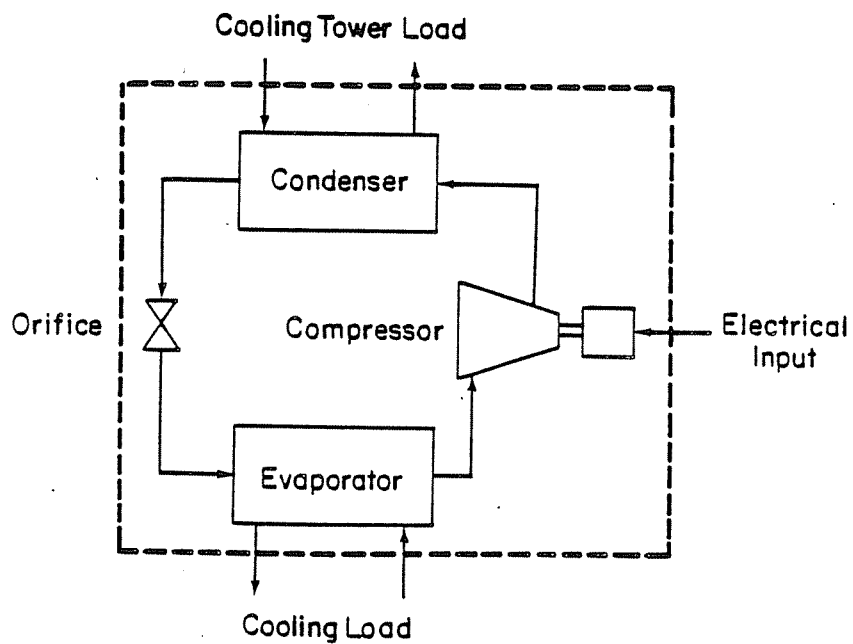 Cooling Tower Load
Condenser
Orifice
Compressor
Electrical
Input
Evaporator
Cooling Load